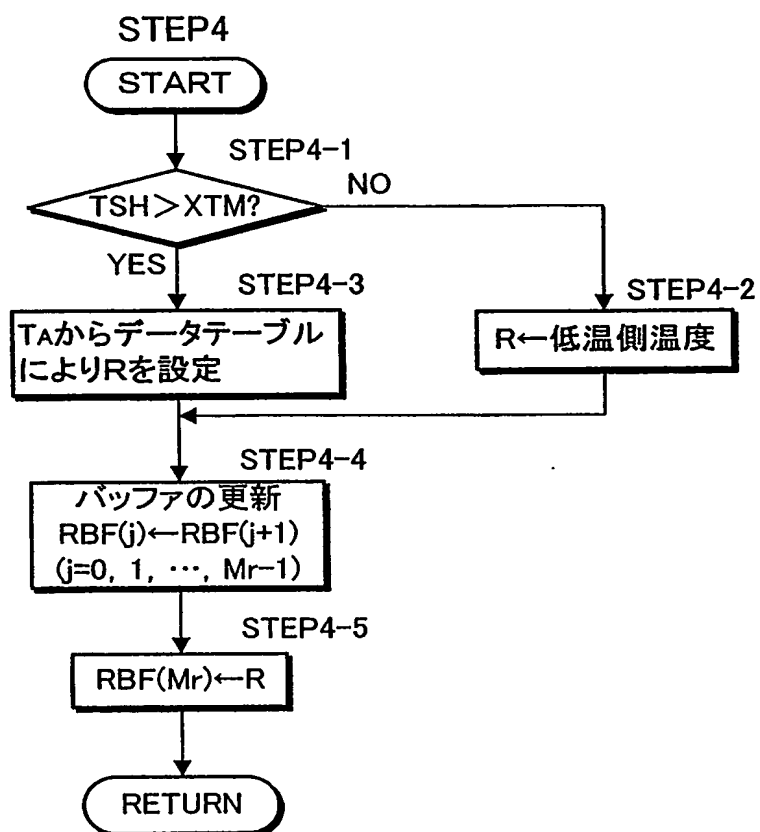 STEP4
START
STEP4-1
TSH＞XTM?
NO
YES
STEP4-3
TAからデータテーブル
によりRを設定
STEP4-2
R←低温側温度
STEP4-4
バッファの更新
RBF(j)←RBF(j+1)
(j=0, 1, ···, Mr-1)
STEP4-5
RBF(Mr)←R
RETURN